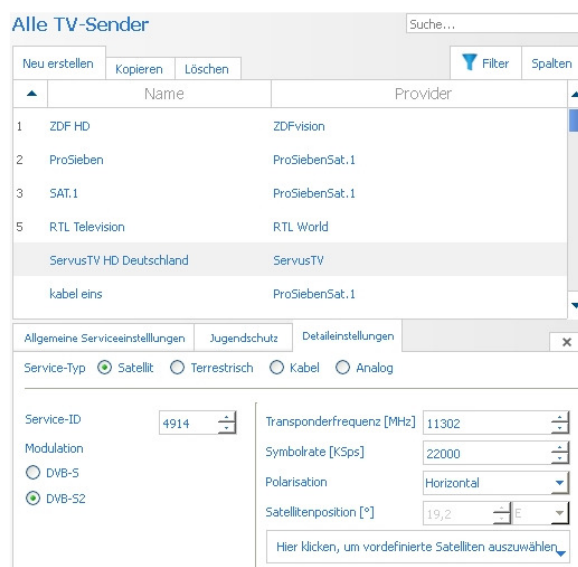 Alle TV-Sender
Suche...
Neu erstellen Kopieren Löschen Filter Spalten
Name Provider
1 ZDF HD ZDFvision
2 ProSieben ProSiebenSat.1
3 SAT.1 ProSiebenSat.1
5 RTL Television RTL World
ServusTV HD Deutschland ServusTV
kabel eins ProSiebenSat.1
Allgemeine Serviceeinstelllungen Jugendschutz Detaileinstellungen
Service-Typ Satellit Terrestrisch Kabel Analog
Service-ID 4914 Transponderfrequenz [MHz] 11302
Modulation Symbolrate [KSps] 22000
DVB-S Polarisation Horizontal
DVB-S2 Satellitenposition [°] 19,2 E
Hier klicken, um vordefinierte Satelliten auszuwählen